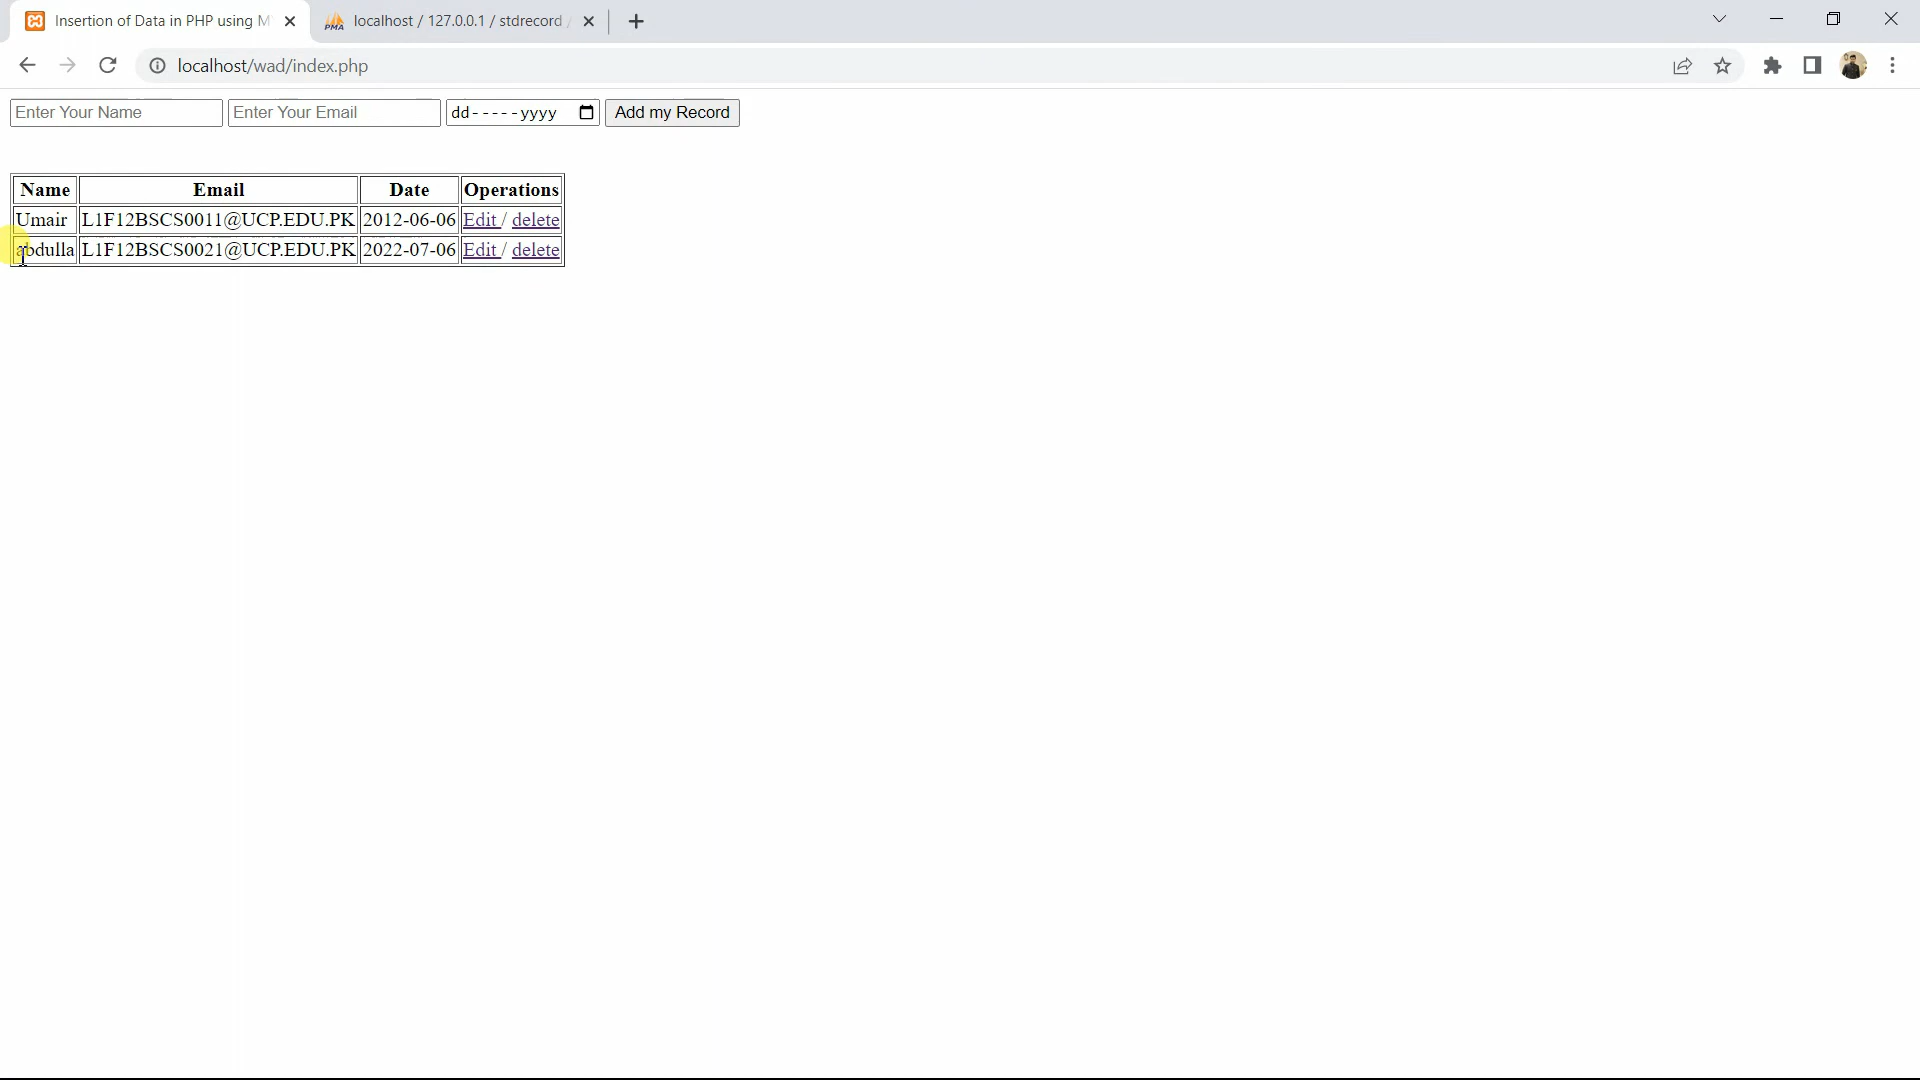 Insertion of Data in PHP using M
localhost / 127.0.0.1 / stdrecord /
localhost/wad/index.php
Enter Your Name Enter Your Email dd-----yyyy Add my Record
Name Email Date Operations
Umair L1F12BSCS0011@UCP.EDU.PK 2012-06-06 Edit / delete
abdulla L1F12BSCS0021@UCP.EDU.PK 2022-07-06 Edit / delete